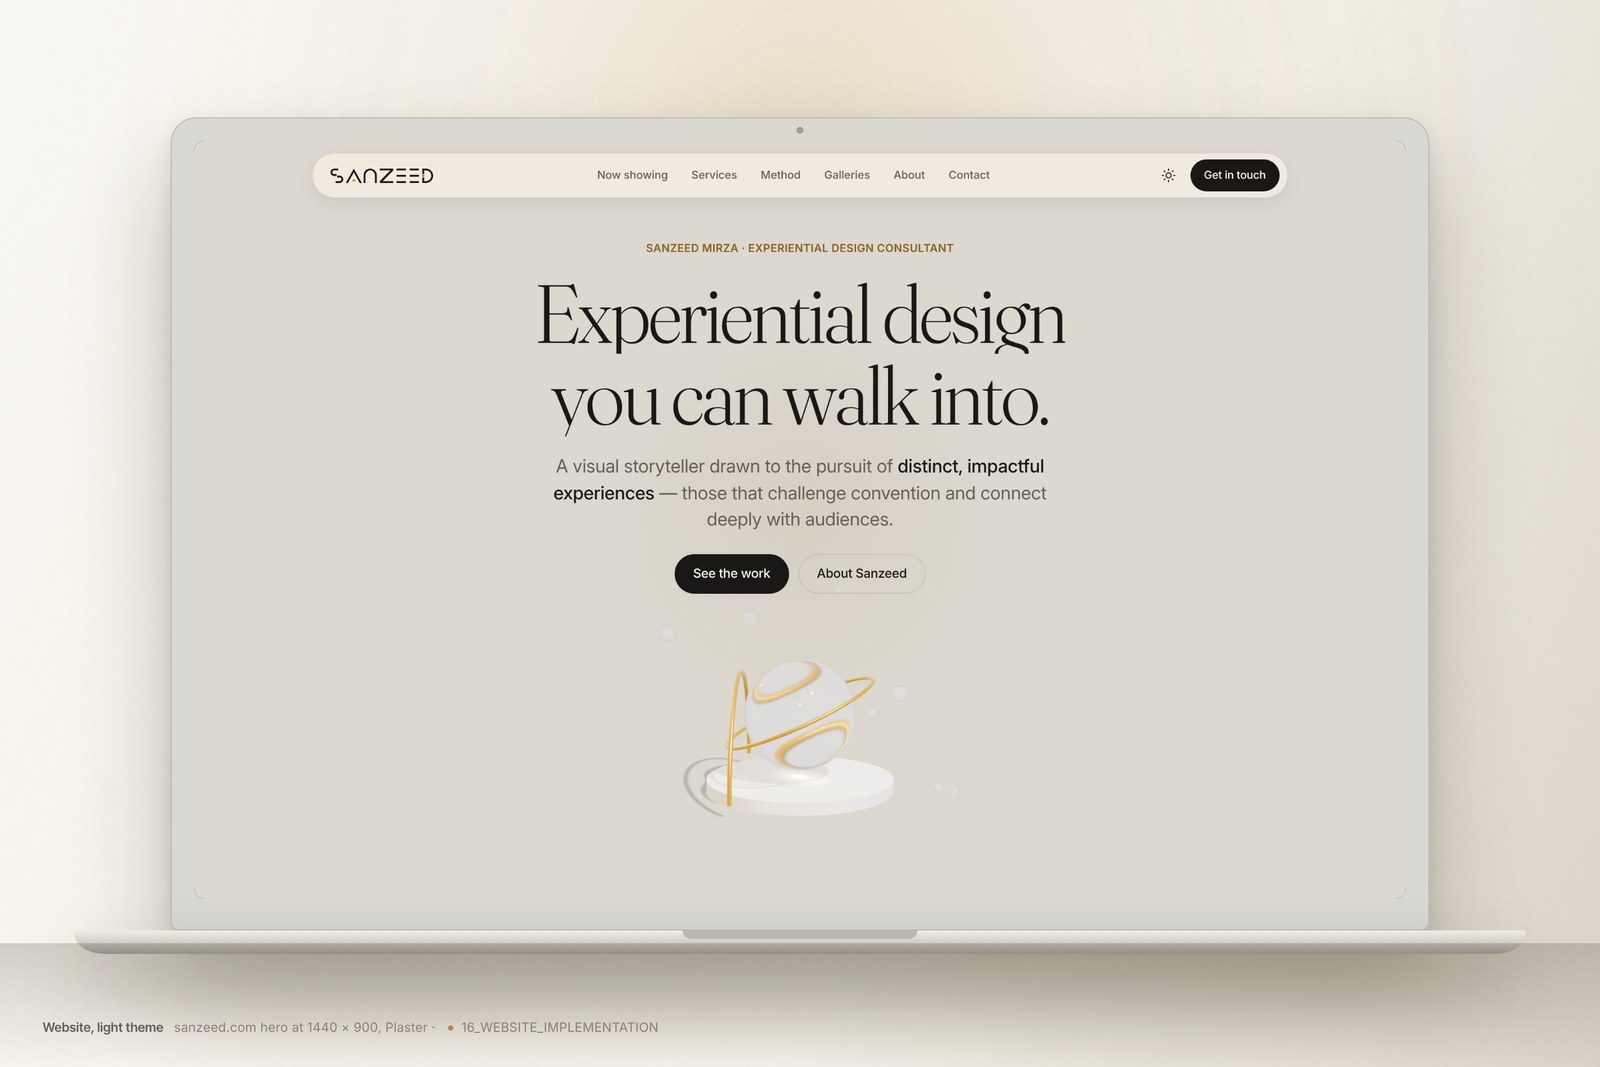 SANZEED
Now showing Services Method Galleries About Contact
Get in touch
SANZEED MIRZA · EXPERIENTIAL DESIGN CONSULTANT
Experiential design
you can walk into.
A visual storyteller drawn to the pursuit of distinct, impactful
experiences — those that challenge convention and connect
deeply with audiences.
See the work
About Sanzeed
Website, light theme sanzeed.com hero at 1440 × 900, Plaster · • 16_WEBSITE_IMPLEMENTATION